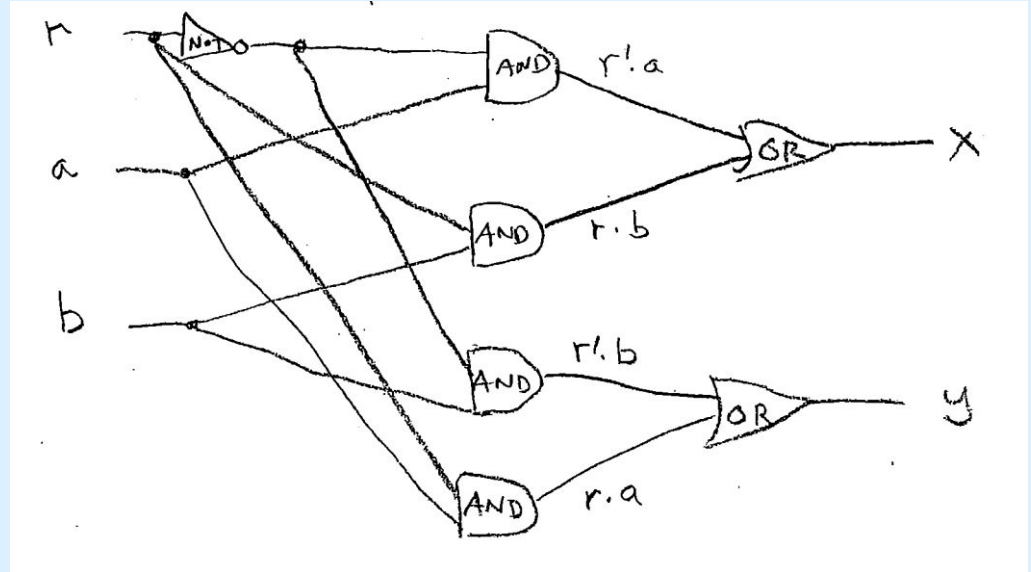 r
NOT
AND
r'.a
a
OR
X
AND
r.b
b
AND
r'.b
OR
y
AND
r.a